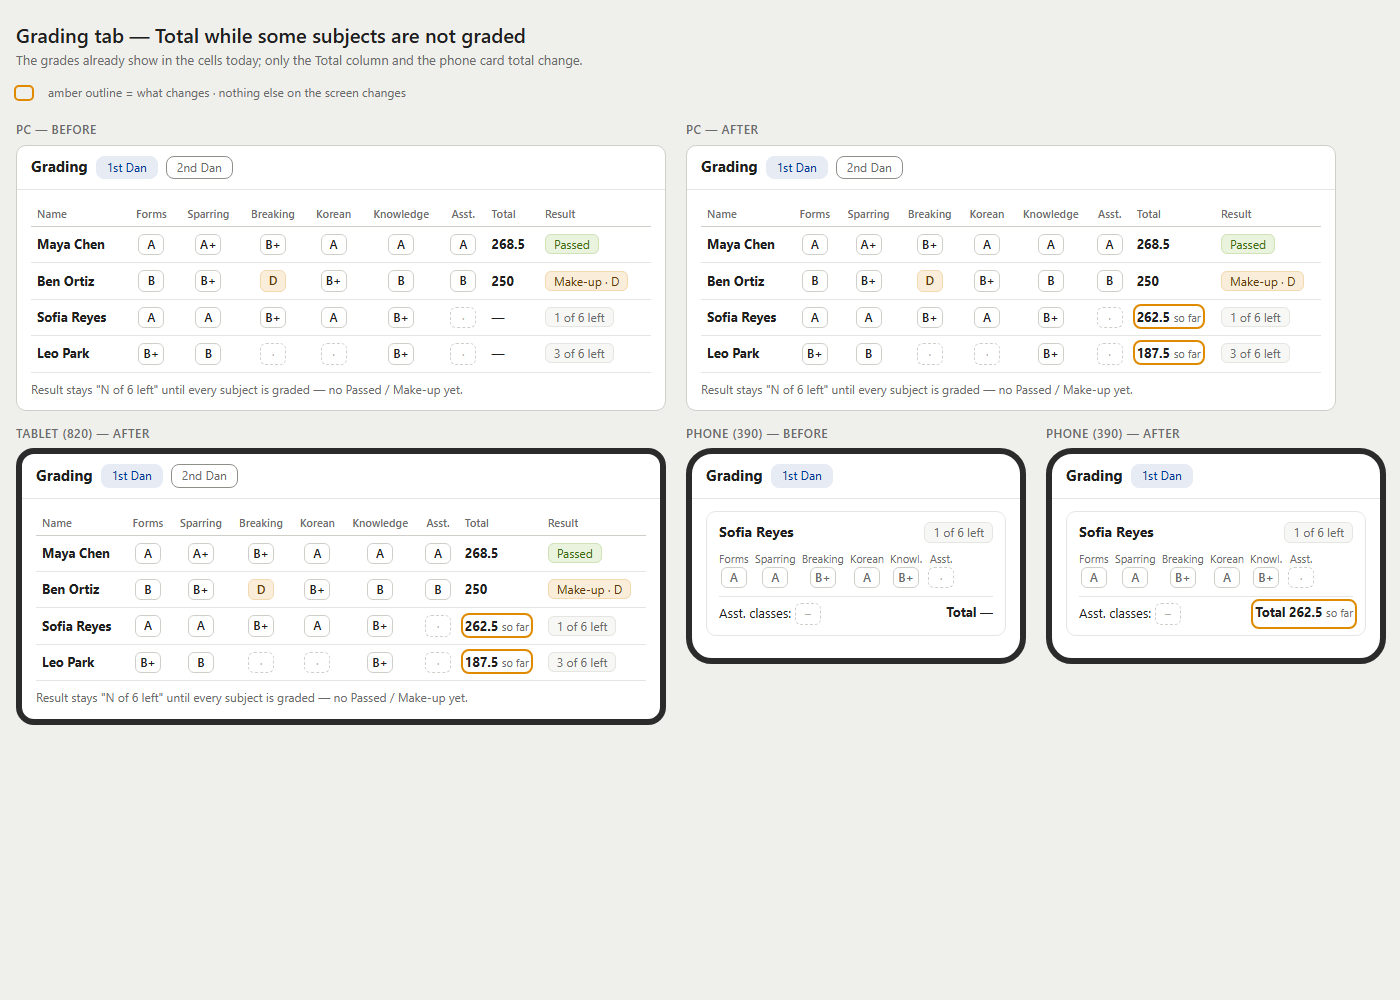 Grading tab — Total while some subjects are not graded
The grades already show in the cells today; only the Total column and the phone card total change.
amber outline = what changes · nothing else on the screen changes
PC — BEFORE
Grading 1st Dan 2nd Dan
Name Forms Sparring Breaking Korean Knowledge Asst. Total Result
Maya Chen A A+ B+ A A A 268.5 Passed
Ben Ortiz B B+ D B+ B B 250 Make-up · D
Sofia Reyes A A B+ A B+ · — 1 of 6 left
Leo Park B+ B · · B+ · — 3 of 6 left
Result stays "N of 6 left" until every subject is graded — no Passed / Make-up yet.
PC — AFTER
Grading 1st Dan 2nd Dan
Name Forms Sparring Breaking Korean Knowledge Asst. Total Result
Maya Chen A A+ B+ A A A 268.5 Passed
Ben Ortiz B B+ D B+ B B 250 Make-up · D
Sofia Reyes A A B+ A B+ · 262.5 so far 1 of 6 left
Leo Park B+ B · · B+ · 187.5 so far 3 of 6 left
Result stays "N of 6 left" until every subject is graded — no Passed / Make-up yet.
TABLET (820) — AFTER
Grading 1st Dan 2nd Dan
Name Forms Sparring Breaking Korean Knowledge Asst. Total Result
Maya Chen A A+ B+ A A A 268.5 Passed
Ben Ortiz B B+ D B+ B B 250 Make-up · D
Sofia Reyes A A B+ A B+ · 262.5 so far 1 of 6 left
Leo Park B+ B · · B+ · 187.5 so far 3 of 6 left
Result stays "N of 6 left" until every subject is graded — no Passed / Make-up yet.
PHONE (390) — BEFORE
Grading 1st Dan
Sofia Reyes 1 of 6 left
Forms Sparring Breaking Korean Knowl. Asst.
A A B+ A B+ ·
Asst. classes: – Total —
PHONE (390) — AFTER
Grading 1st Dan
Sofia Reyes 1 of 6 left
Forms Sparring Breaking Korean Knowl. Asst.
A A B+ A B+ ·
Asst. classes: – Total 262.5 so far